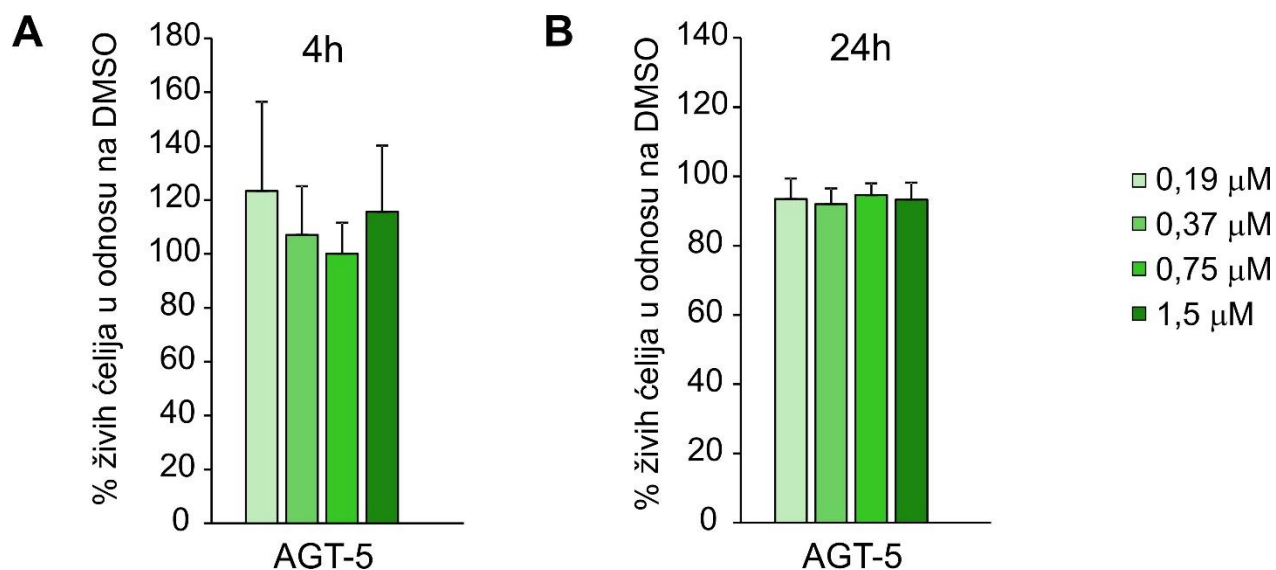 A
4h
% živih ćelija u odnosu na DMSO
180
160
140
120
100
80
60
40
20
0
AGT-5
B
24h
% živih ćelija u odnosu na DMSO
140
120
100
80
60
40
20
0
AGT-5
0,19 μM
0,37 μM
0,75 μM
1,5 μM